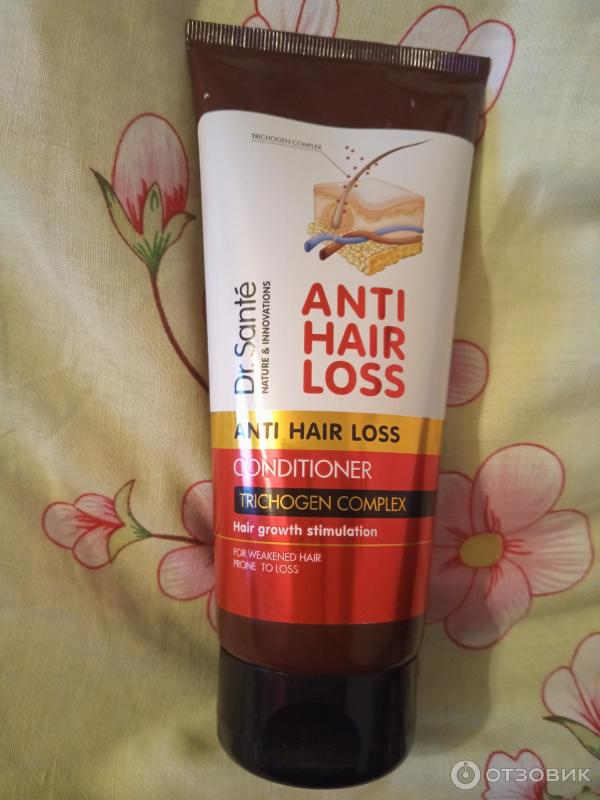 TRICHOGEN COMPLEX
Dr. Santé
NATURE & INNOVATIONS
ANTI
HAIR
LOSS
ANTI HAIR LOSS
CONDITIONER
TRICHOGEN COMPLEX
Hair growth stimulation
FOR WEAKENED HAIR
PRONE TO LOSS
ОТЗОВИК